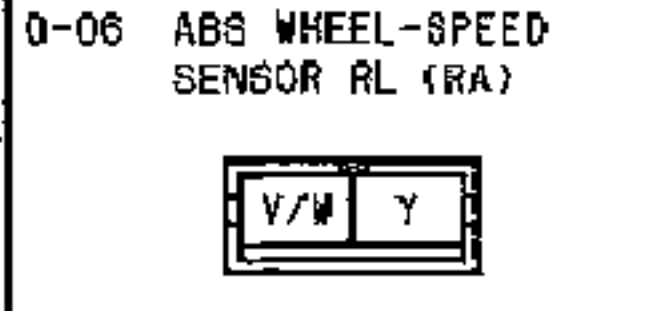 0-06 ABS WHEEL-SPEED
SENSOR RL (RA)
V/W Y